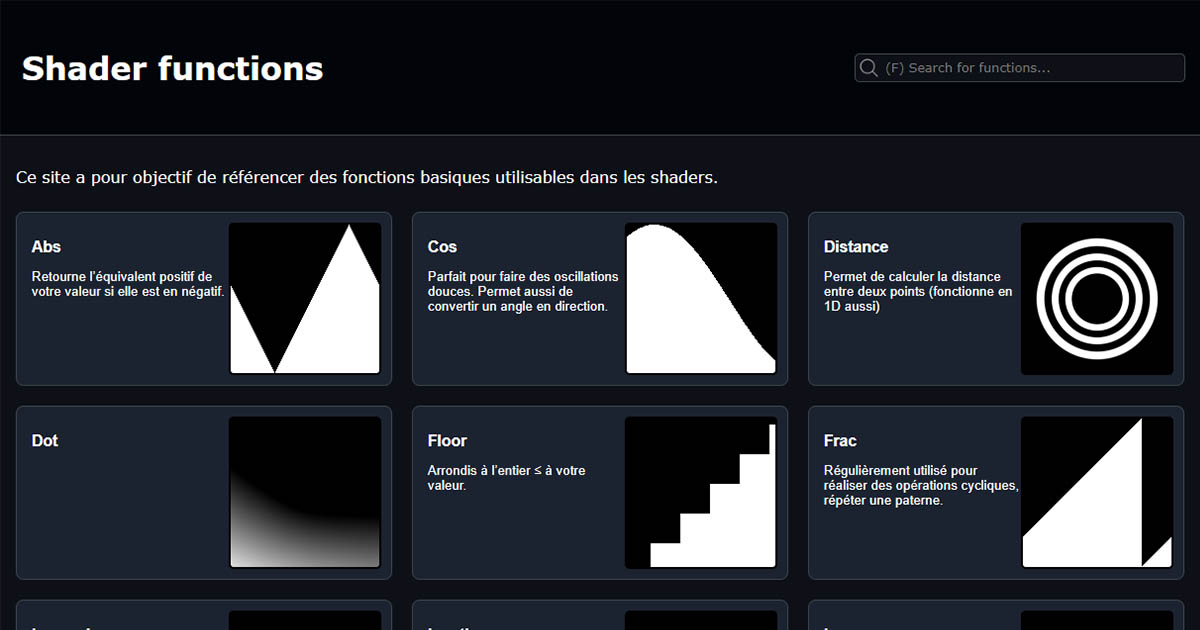 Shader functions
(F) Search for functions...
Ce site a pour objectif de référencer des fonctions basiques utilisables dans les shaders.
Abs
Retourne l’équivalent positif de
votre valeur si elle est en négatif.
Cos
Parfait pour faire des oscillations
douces. Permet aussi de
convertir un angle en direction.
Distance
Permet de calculer la distance
entre deux points (fonctionne en
1D aussi)
Dot
Floor
Arrondis à l’entier ≤ à votre
valeur.
Frac
Régulièrement utilisé pour
réaliser des opérations cycliques,
répéter une paterne.